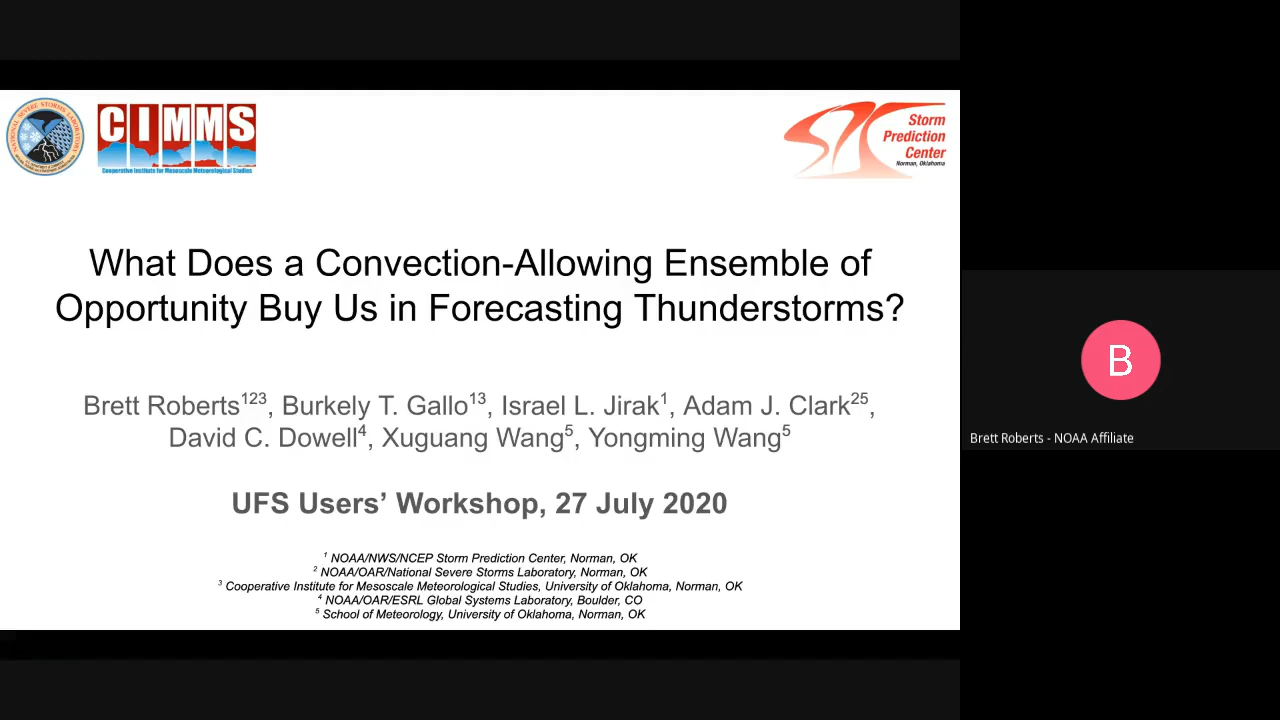 NATIONAL SEVERE STORMS LABORATORY
CIMMS
Cooperative Institute for Mesoscale Meteorological Studies
Storm
Prediction
Center
Norman, Oklahoma
What Does a Convection-Allowing Ensemble of
Opportunity Buy Us in Forecasting Thunderstorms?
Brett Roberts¹²³, Burkely T. Gallo¹³, Israel L. Jirak¹, Adam J. Clark²⁵,
David C. Dowell⁴, Xuguang Wang⁵, Yongming Wang⁵
UFS Users’ Workshop, 27 July 2020
¹ NOAA/NWS/NCEP Storm Prediction Center, Norman, OK
² NOAA/OAR/National Severe Storms Laboratory, Norman, OK
³ Cooperative Institute for Mesoscale Meteorological Studies, University of Oklahoma, Norman, OK
⁴ NOAA/OAR/ESRL Global Systems Laboratory, Boulder, CO
⁵ School of Meteorology, University of Oklahoma, Norman, OK
B
Brett Roberts - NOAA Affiliate